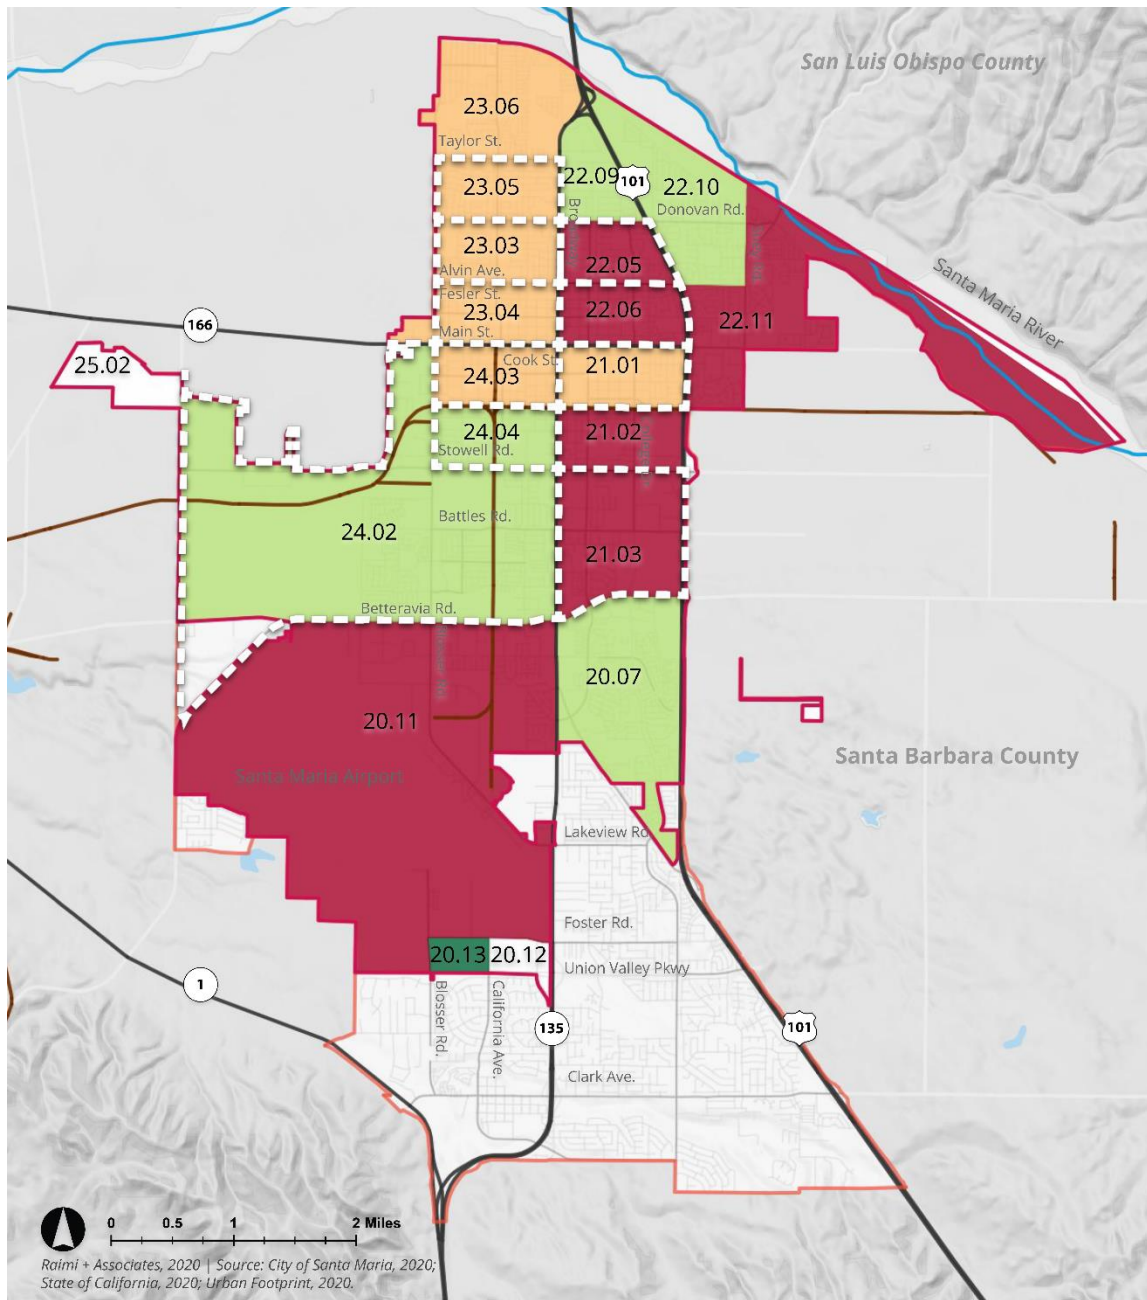 San Luis Obispo County
23.06
Taylor St.
23.05
22.09
101
22.10
Donovan Rd.
23.03
22.05
Alvin Ave.
Fesler St.
23.04
22.06
22.11
Santa Maria River
166
Main St.
25.02
Cook St.
24.03
21.01
24.04
21.02
Stowell Rd.
Battles Rd.
24.02
21.03
Betteravia Rd.
20.07
20.11
Santa Barbara County
Santa Maria Airport
Lakeview Rd.
Foster Rd.
20.13
20.12
Union Valley Pkwy
1
Blosser Rd.
California Ave.
135
101
Clark Ave.
0 0.5 1 2 Miles
Raimi + Associates, 2020 | Source: City of Santa Maria, 2020;
State of California, 2020; Urban Footprint, 2020.